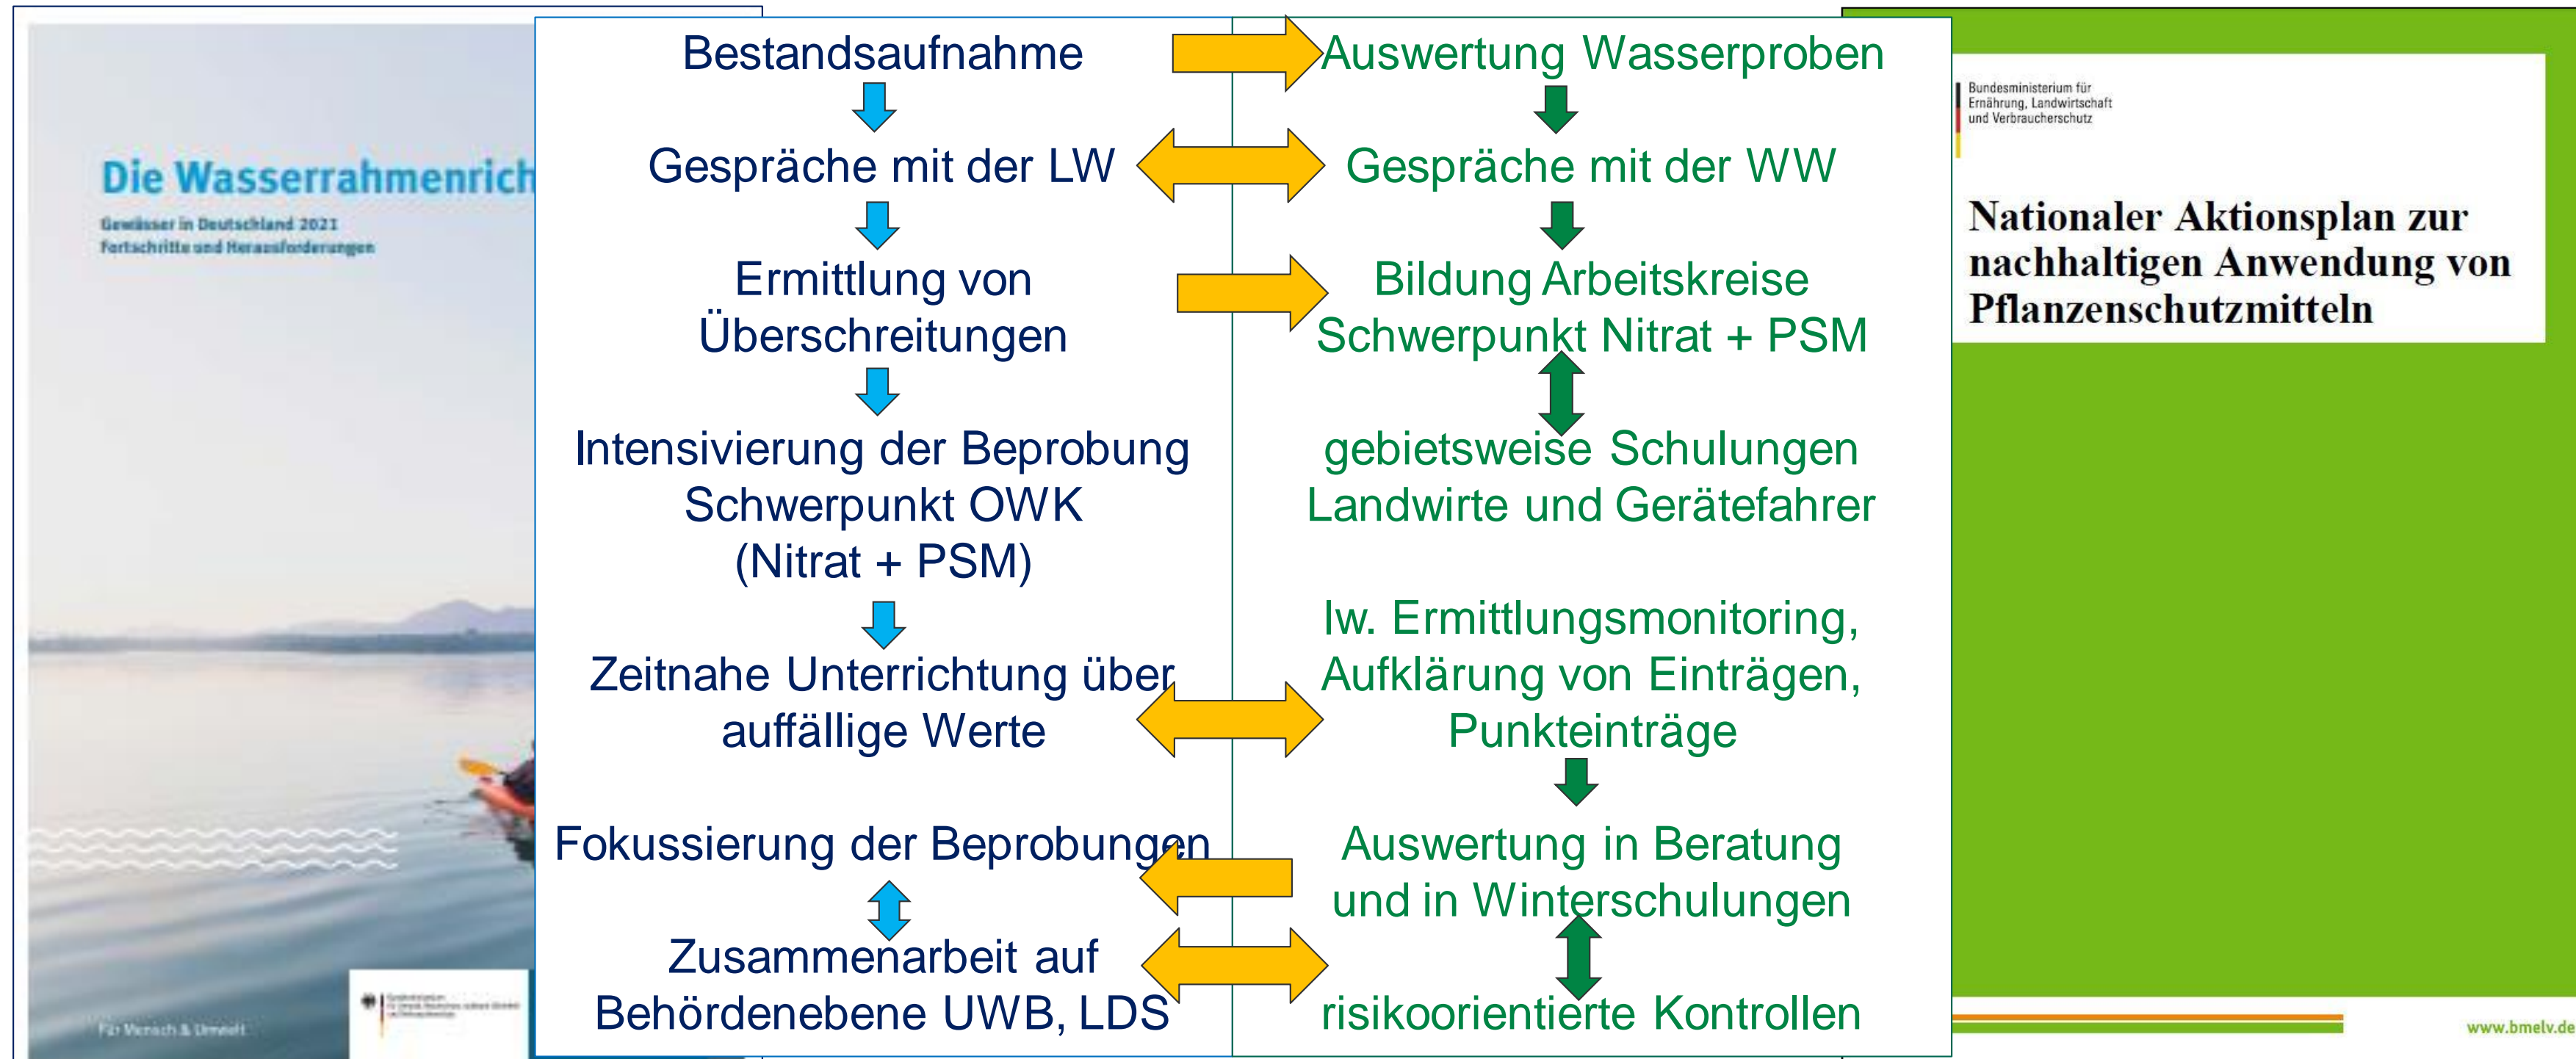 Die Wasserrahmenrich
Gewässer in Deutschland 2021
Fortschritte und Herausforderungen
Für Mensch & Umwelt
Bestandsaufnahme
Gespräche mit der LW
Ermittlung von
Überschreitungen
Intensivierung der Beprobung
Schwerpunkt OWK
(Nitrat + PSM)
Zeitnahe Unterrichtung über
auffällige Werte
Fokussierung der Beprobungen
Zusammenarbeit auf
Behördenebene UWB, LDS
Auswertung Wasserproben
Gespräche mit der WW
Bildung Arbeitskreise
Schwerpunkt Nitrat + PSM
gebietsweise Schulungen
Landwirte und Gerätefahrer
lw. Ermittlungsmonitoring,
Aufklärung von Einträgen,
Punkteinträge
Auswertung in Beratung
und in Winterschulungen
risikoorientierte Kontrollen
Bundesministerium für
Ernährung, Landwirtschaft
und Verbraucherschutz
Nationaler Aktionsplan zur
nachhaltigen Anwendung von
Pflanzenschutzmitteln
www.bmelv.de